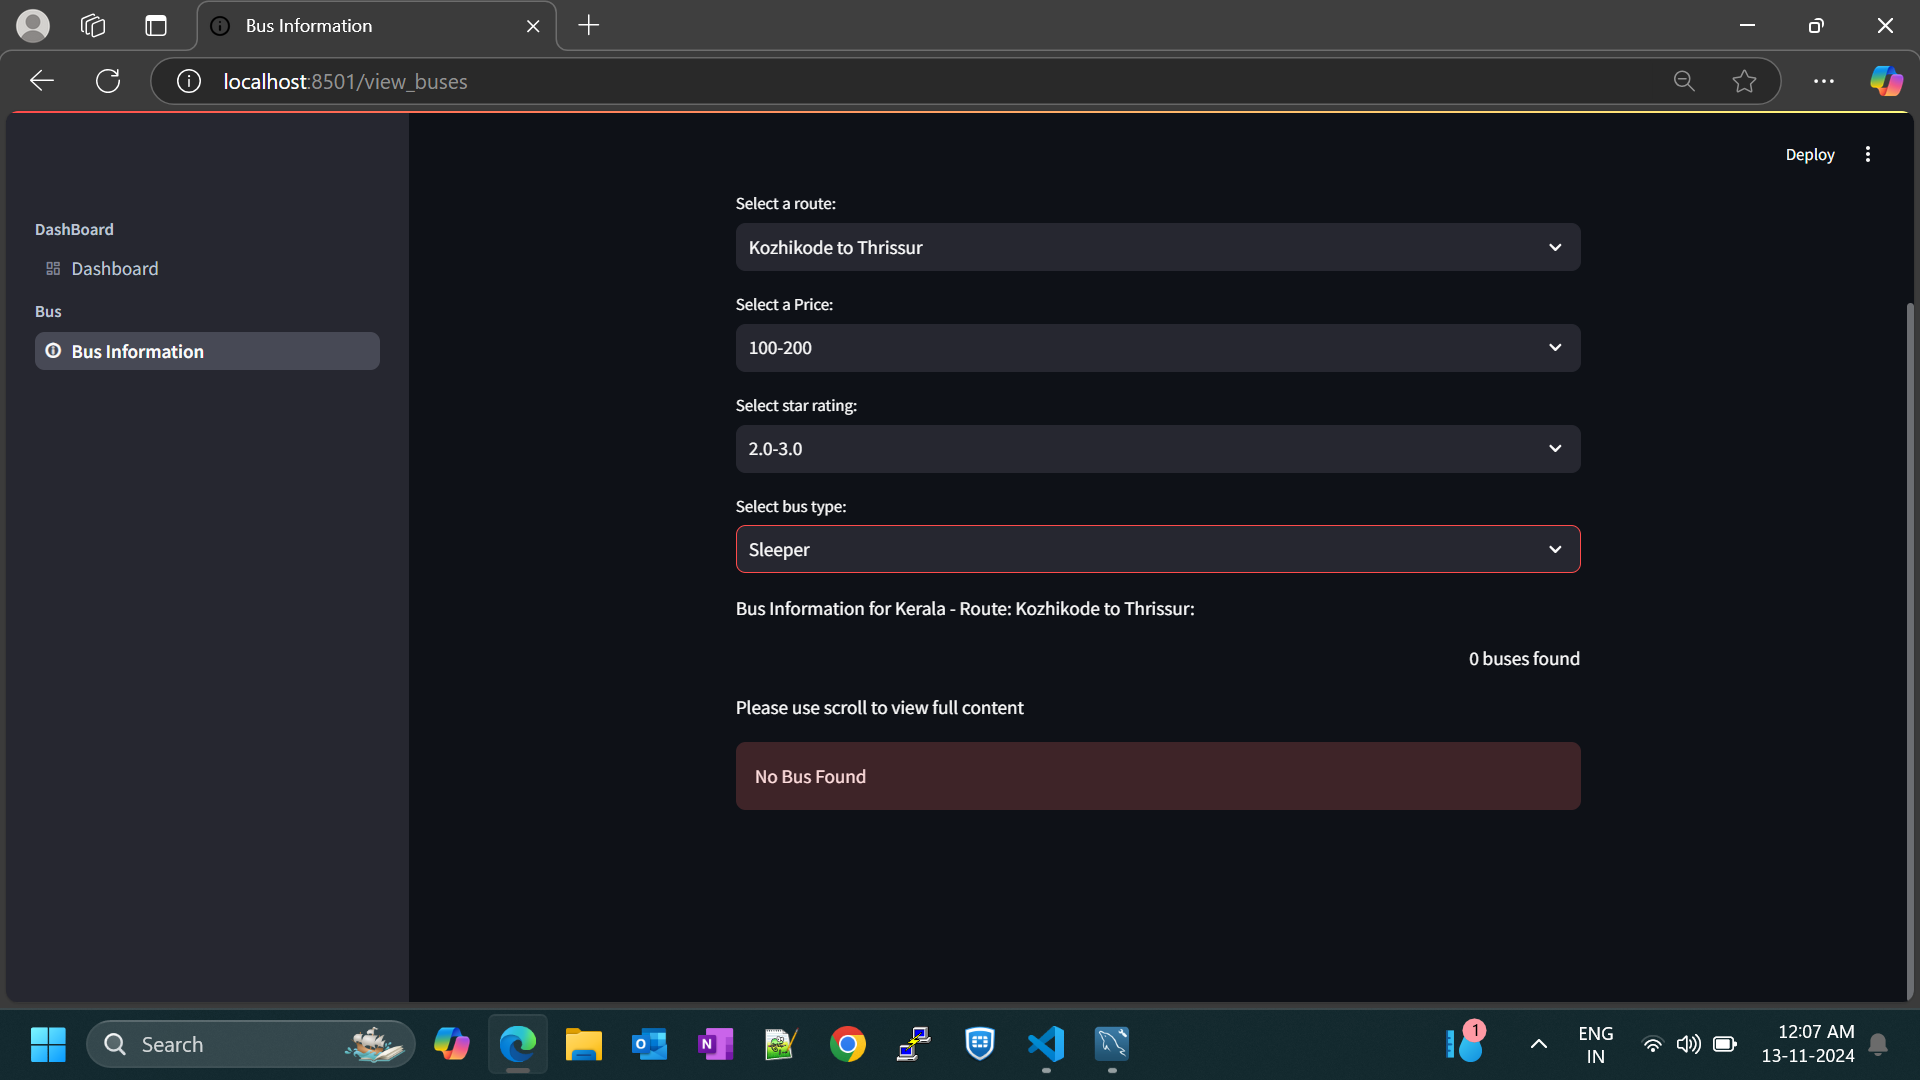 Bus Information
localhost:8501/view_buses
Deploy
DashBoard
Dashboard
Bus
Bus Information
Select a route:
Kozhikode to Thrissur
Select a Price:
100-200
Select star rating:
2.0-3.0
Select bus type:
Sleeper
Bus Information for Kerala - Route: Kozhikode to Thrissur:
0 buses found
Please use scroll to view full content
No Bus Found
Search
1
ENG
IN
12:07 AM
13-11-2024